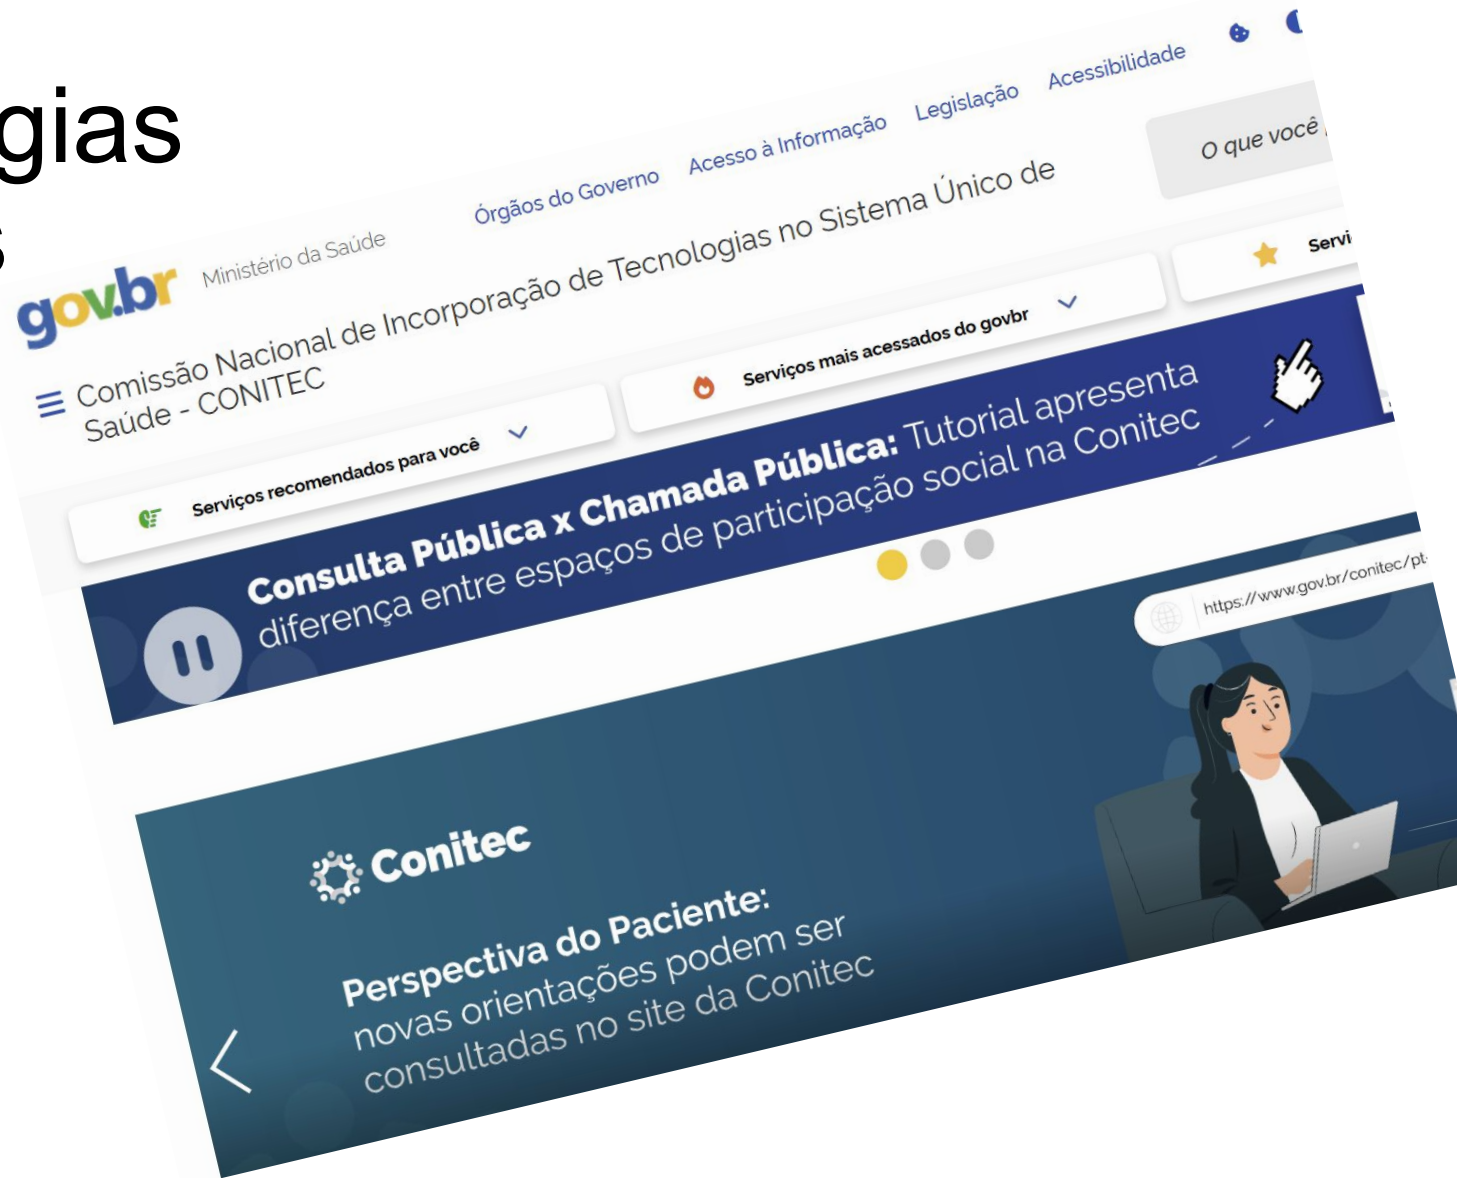 gias
s
gov.br
Ministério da Saúde
Órgãos do Governo
Acesso à Informação
Legislação
Acessibilidade
Comissão Nacional de Incorporação de Tecnologias no Sistema Único de
Saúde - CONITEC
O que você
Serviços recomendados para você
Serviços mais acessados do govbr
Servi
Consulta Pública x Chamada Pública: Tutorial apresenta
diferença entre espaços de participação social na Conitec
https://www.gov.br/conitec/pt-
Conitec
Perspectiva do Paciente:
novas orientações podem ser
consultadas no site da Conitec